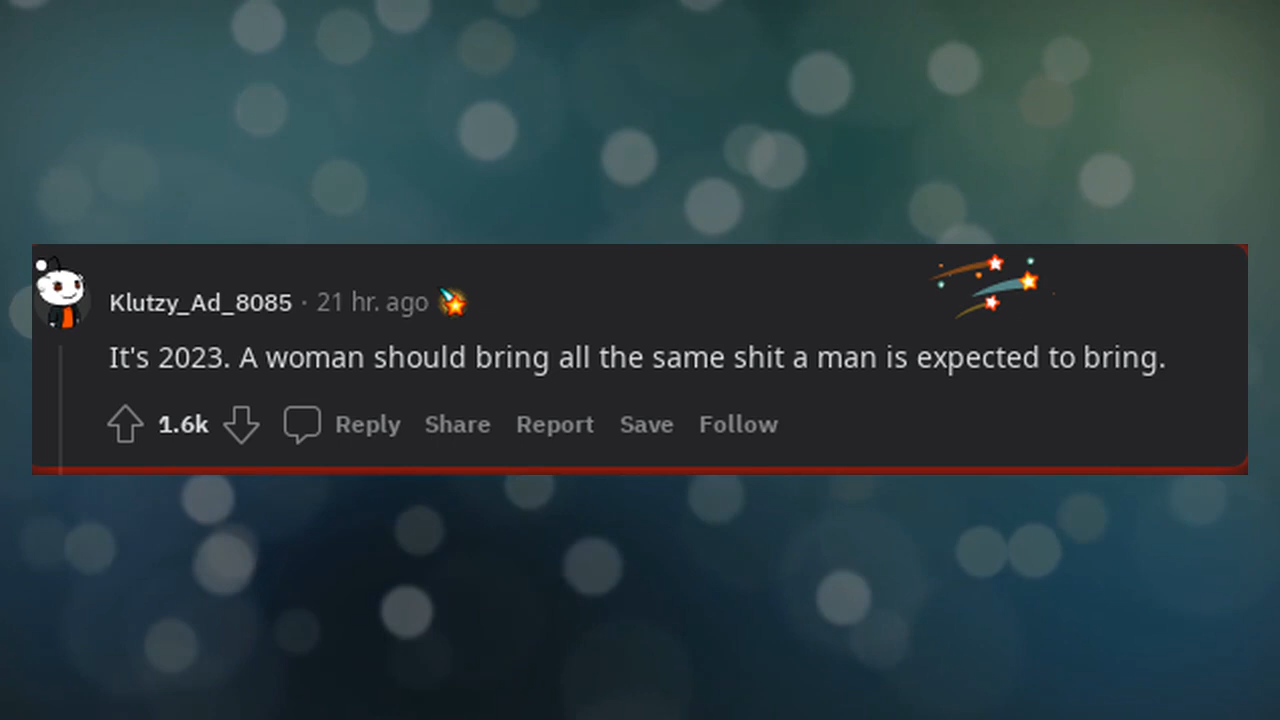 Klutzy_Ad_8085 · 21 hr. ago
It's 2023. A woman should bring all the same shit a man is expected to bring.
1.6k Reply Share Report Save Follow